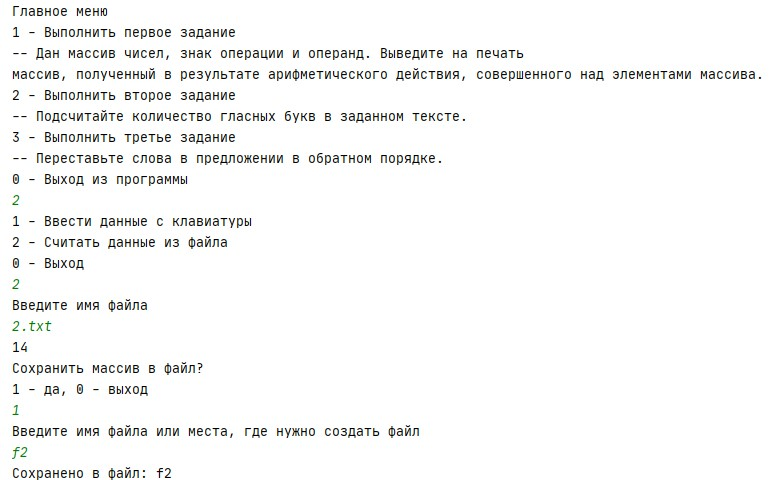 Главное меню
1 - Выполнить первое задание
-- Дан массив чисел, знак операции и операнд. Выведите на печать
массив, полученный в результате арифметического действия, совершенного над элементами массива.
2 - Выполнить второе задание
-- Подсчитайте количество гласных букв в заданном тексте.
3 - Выполнить третье задание
-- Переставьте слова в предложении в обратном порядке.
0 - Выход из программы
2
1 - Ввести данные с клавиатуры
2 - Считать данные из файла
0 - Выход
2
Введите имя файла
2.txt
14
Сохранить массив в файл?
1 - да, 0 - выход
1
Введите имя файла или места, где нужно создать файл
f2
Сохранено в файл: f2